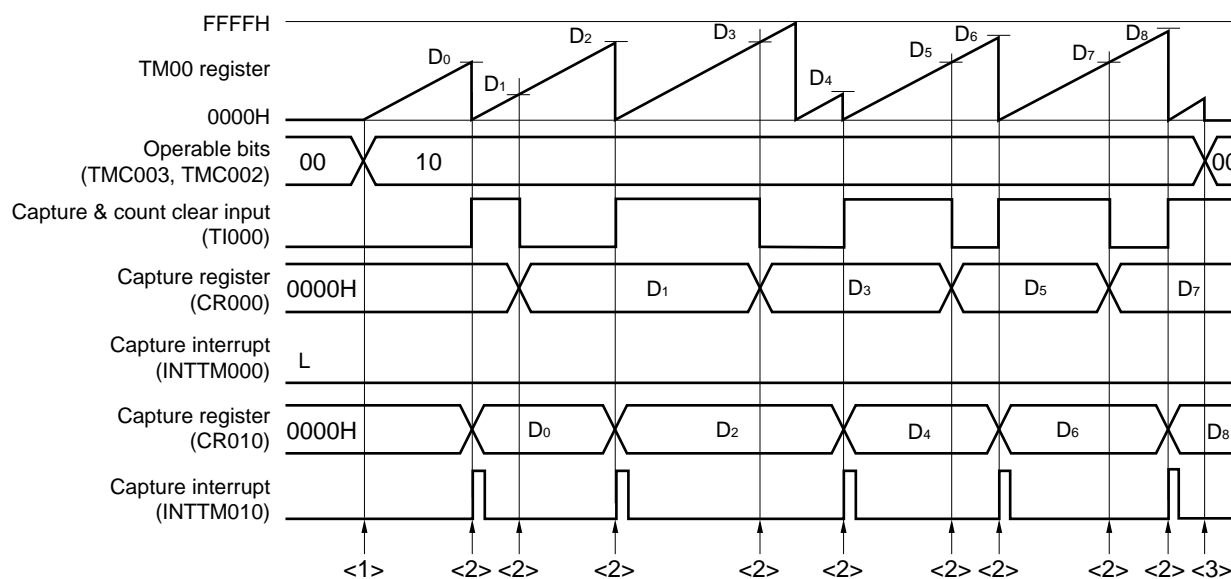 FFFFH
TM00 register
0000H
D0 D1 D2 D3 D4 D5 D6 D7 D8
Operable bits
(TMC003, TMC002)
00 10 00
Capture & count clear input
(TI000)
Capture register
(CR000)
0000H D1 D3 D5 D7
Capture interrupt
(INTTM000)
L
Capture register
(CR010)
0000H D0 D2 D4 D6 D8
Capture interrupt
(INTTM010)
<1> <2> <2> <2> <2> <2> <2> <2> <2> <2> <3>